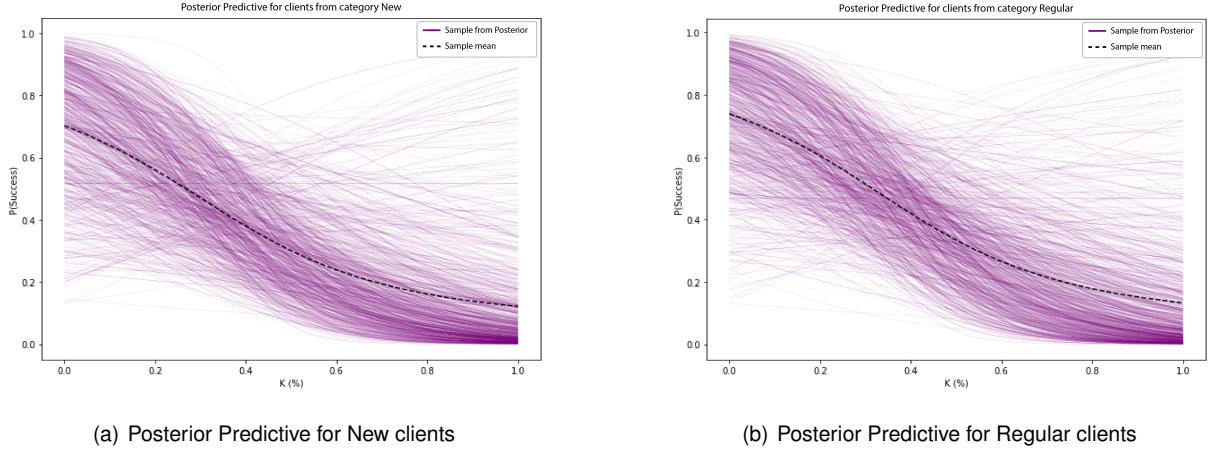 Posterior Predictive for clients from category New
Sample from Posterior
Sample mean
P(Success)
1.0
0.8
0.6
0.4
0.2
0.0
0.0 0.2 0.4 0.6 0.8 1.0
K (%)
(a) Posterior Predictive for New clients
Posterior Predictive for clients from category Regular
Sample from Posterior
Sample mean
P(Success)
1.0
0.8
0.6
0.4
0.2
0.0
0.0 0.2 0.4 0.6 0.8 1.0
K (%)
(b) Posterior Predictive for Regular clients